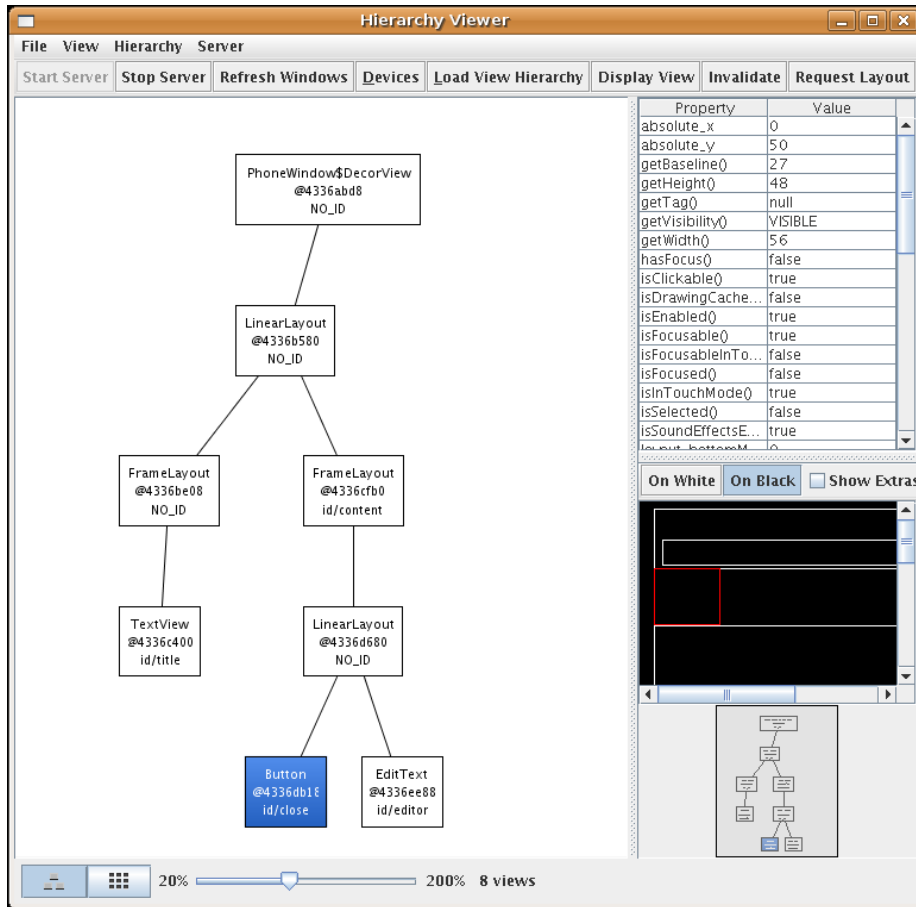 Hierarchy Viewer
File View Hierarchy Server
Start Server Stop Server Refresh Windows Devices Load View Hierarchy Display View Invalidate Request Layout
PhoneWindow$DecorView
@4336abd8
NO_ID
LinearLayout
@4336b580
NO_ID
FrameLayout
@4336be08
NO_ID
FrameLayout
@4336cfb0
id/content
TextView
@4336c400
id/title
LinearLayout
@4336d680
NO_ID
Button
@4336db18
id/close
EditText
@4336ee88
id/editor
Property Value
absolute_x 0
absolute_y 50
getBaseline() 27
getHeight() 48
getTag() null
getVisibility() VISIBLE
getWidth() 56
hasFocus() false
isClickable() true
isDrawingCache... false
isEnabled() true
isFocusable() true
isFocusableInTo... false
isFocused() false
isInTouchMode() true
isSelected() false
isSoundEffectsE... true
On White On Black Show Extras
20% 200% 8 views